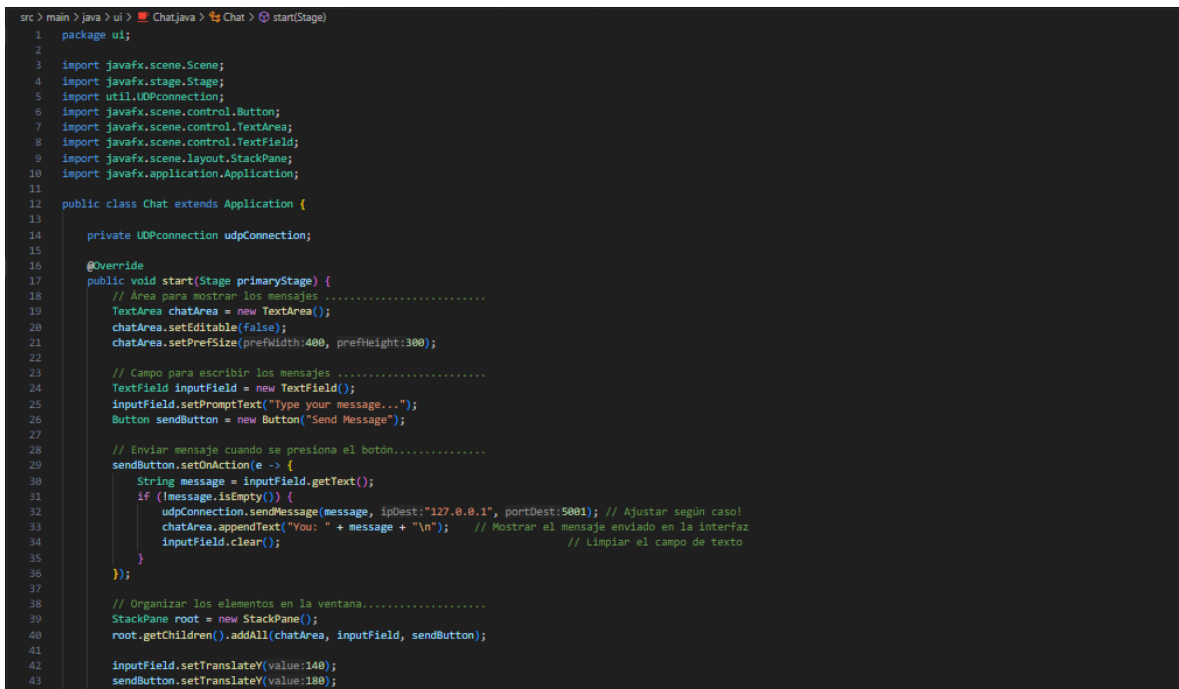 src > main > java > ui > Chat.java > Chat > start(Stage)
1 package ui;
2
3 import javafx.scene.Scene;
4 import javafx.stage.Stage;
5 import util.UDPconnection;
6 import javafx.scene.control.Button;
7 import javafx.scene.control.TextArea;
8 import javafx.scene.control.TextField;
9 import javafx.scene.layout.StackPane;
10 import javafx.application.Application;
11
12 public class Chat extends Application {
13
14 private UDPconnection udpConnection;
15
16 @Override
17 public void start(Stage primaryStage) {
18 // Área para mostrar los mensajes ..........................
19 TextArea chatArea = new TextArea();
20 chatArea.setEditable(false);
21 chatArea.setPrefSize(prefWidth:400, prefHeight:300);
22
23 // Campo para escribir los mensajes ........................
24 TextField inputField = new TextField();
25 inputField.setPromptText("Type your message...");
26 Button sendButton = new Button("Send Message");
27
28 // Enviar mensaje cuando se presiona el botón...............
29 sendButton.setOnAction(e -> {
30 String message = inputField.getText();
31 if (!message.isEmpty()) {
32 udpConnection.sendMessage(message, ipDest:"127.0.0.1", portDest:5001); // Ajustar según caso!
33 chatArea.appendText("You: " + message + "\n"); // Mostrar el mensaje enviado en la interfaz
34 inputField.clear(); // Limpiar el campo de texto
35 }
36 });
37
38 // Organizar los elementos en la ventana....................
39 StackPane root = new StackPane();
40 root.getChildren().addAll(chatArea, inputField, sendButton);
41
42 inputField.setTranslateY(value:140);
43 sendButton.setTranslateY(value:180);